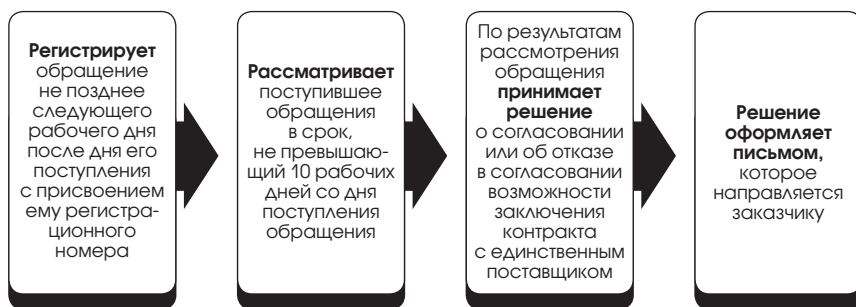 Регистрирует
обращение
не позднее
следующего
рабочего дня
после дня его
поступления
с присвоением
ему регистра-
ционного
номера
Рассматривает
поступившее
обращения
в срок,
не превышаю-
щий 10 рабочих
дней со дня
поступления
обращения
По результатам
рассмотрения
обращения
принимает
решение
о согласовании
или об отказе
в согласовании
возможности
заключения
контракта
с единственным
поставщиком
Решение
оформляет
письмом,
которое
направляется
заказчику